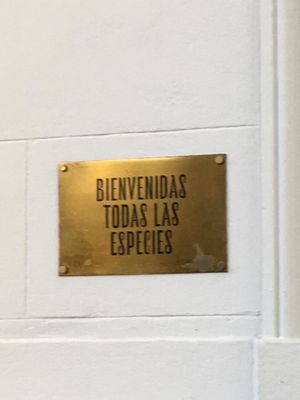 BIENVENIDAS
TODAS LAS
ESPECIES